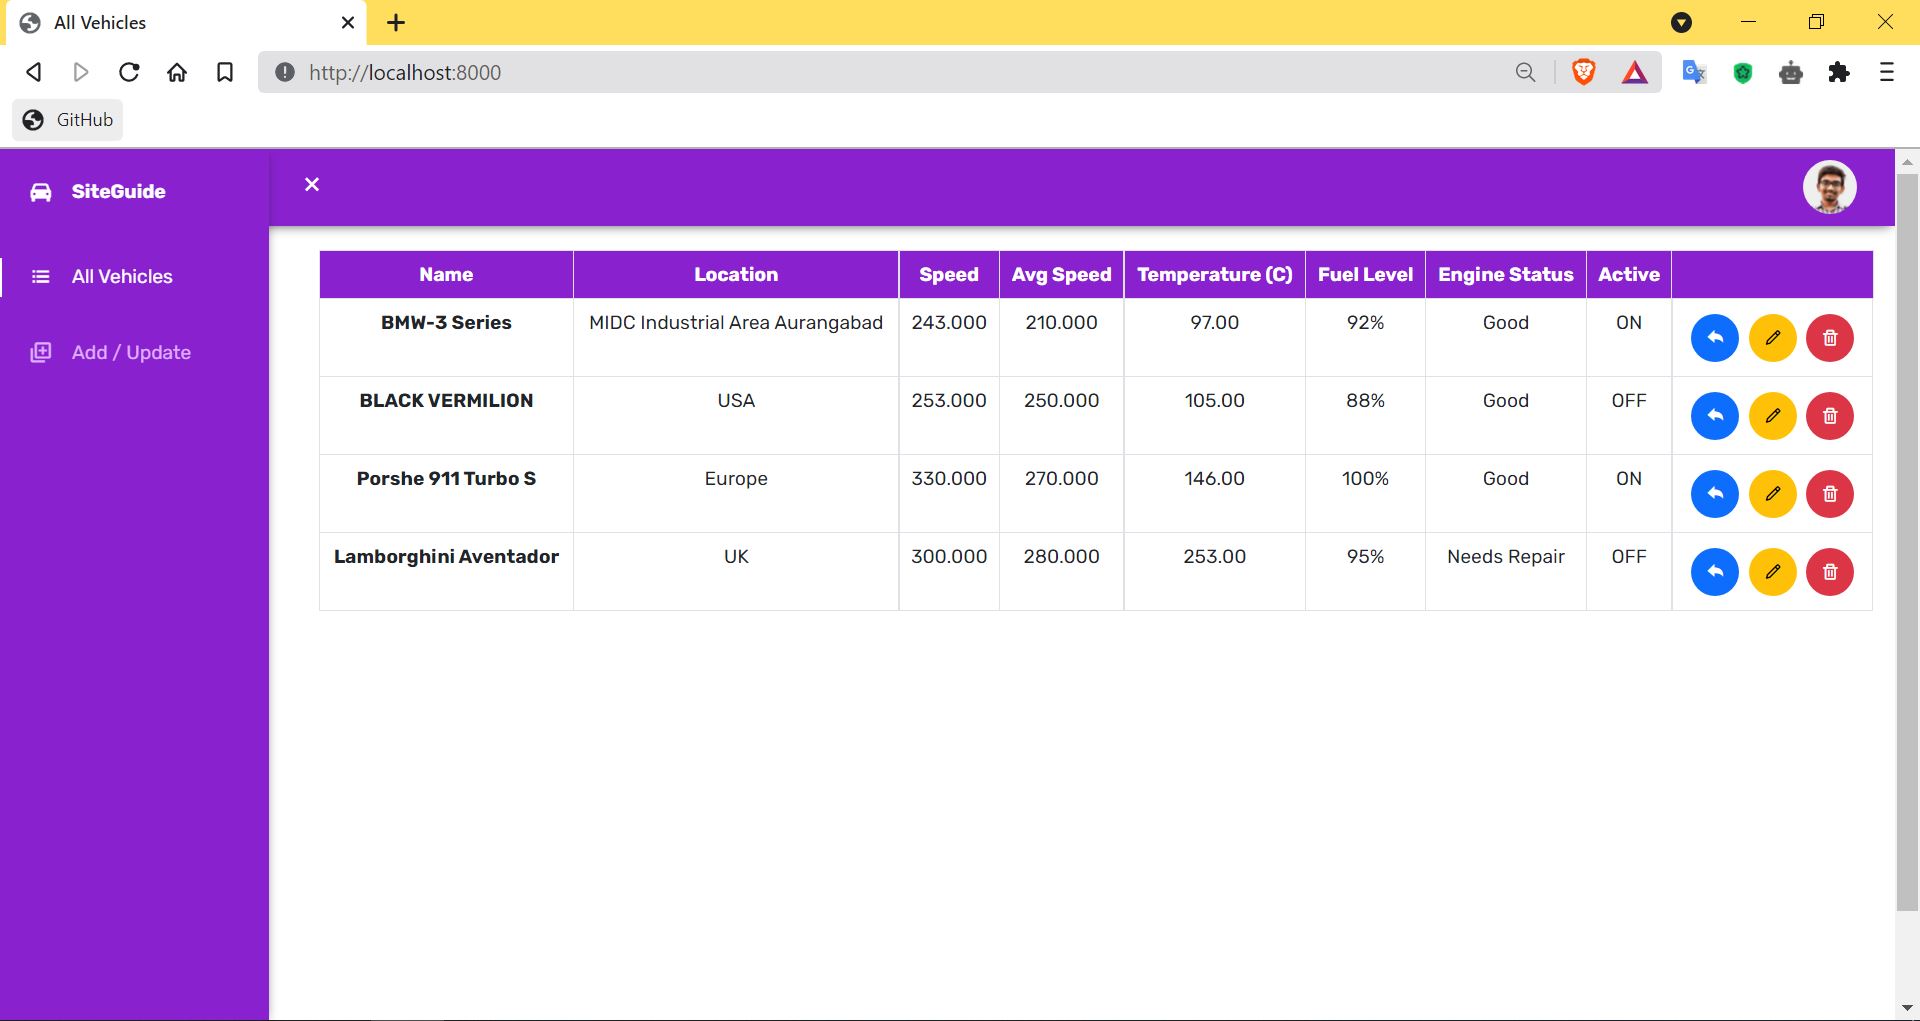 All Vehicles
http://localhost:8000
GitHub
SiteGuide
All Vehicles
Add / Update
Name Location Speed Avg Speed Temperature (C) Fuel Level Engine Status Active
BMW-3 Series MIDC Industrial Area Aurangabad 243.000 210.000 97.00 92% Good ON
BLACK VERMILION USA 253.000 250.000 105.00 88% Good OFF
Porshe 911 Turbo S Europe 330.000 270.000 146.00 100% Good ON
Lamborghini Aventador UK 300.000 280.000 253.00 95% Needs Repair OFF